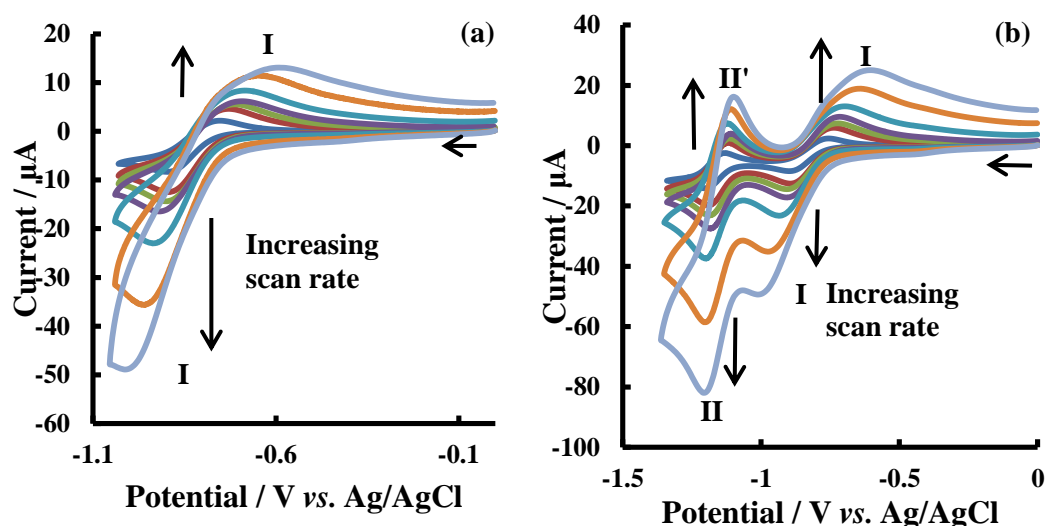 (a)
I
20
10
0
-10
-20
-30
-40
-50
-60
Current / µA
Increasing
scan rate
I
-1.1
-0.6
-0.1
Potential / V vs. Ag/AgCl
(b)
I
II'
40
20
0
-20
-40
-60
-80
-100
Current / µA
I
Increasing
scan rate
II
-1.5
-1
-0.5
0
Potential / V vs. Ag/AgCl